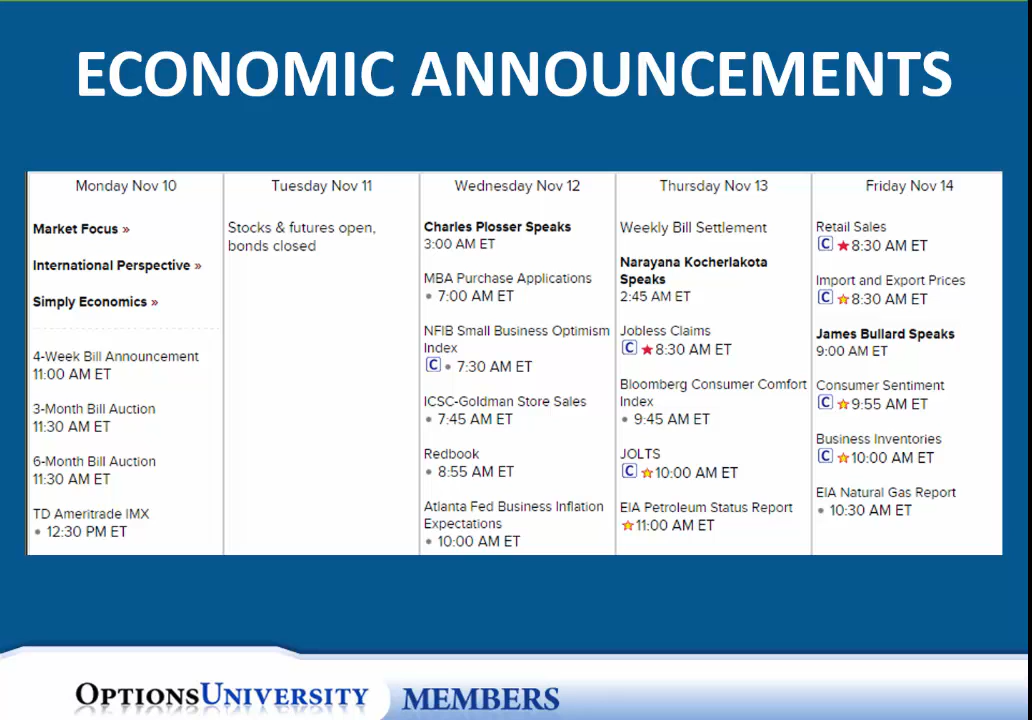 ECONOMIC ANNOUNCEMENTS
Monday Nov 10
Market Focus »
International Perspective »
Simply Economics »
4-Week Bill Announcement
11:00 AM ET
3-Month Bill Auction
11:30 AM ET
6-Month Bill Auction
11:30 AM ET
TD Ameritrade IMX
• 12:30 PM ET
Tuesday Nov 11
Stocks & futures open,
bonds closed
Wednesday Nov 12
Charles Plosser Speaks
3:00 AM ET
MBA Purchase Applications
• 7:00 AM ET
NFIB Small Business Optimism
Index
C • 7:30 AM ET
ICSC-Goldman Store Sales
• 7:45 AM ET
Redbook
• 8:55 AM ET
Atlanta Fed Business Inflation
Expectations
• 10:00 AM ET
Thursday Nov 13
Weekly Bill Settlement
Narayana Kocherlakota
Speaks
2:45 AM ET
Jobless Claims
C ★ 8:30 AM ET
Bloomberg Consumer Comfort
Index
• 9:45 AM ET
JOLTS
C ★ 10:00 AM ET
EIA Petroleum Status Report
★ 11:00 AM ET
Friday Nov 14
Retail Sales
C ★ 8:30 AM ET
Import and Export Prices
C ★ 8:30 AM ET
James Bullard Speaks
9:00 AM ET
Consumer Sentiment
C ★ 9:55 AM ET
Business Inventories
C ★ 10:00 AM ET
EIA Natural Gas Report
• 10:30 AM ET
OPTIONSUNIVERSITY MEMBERS